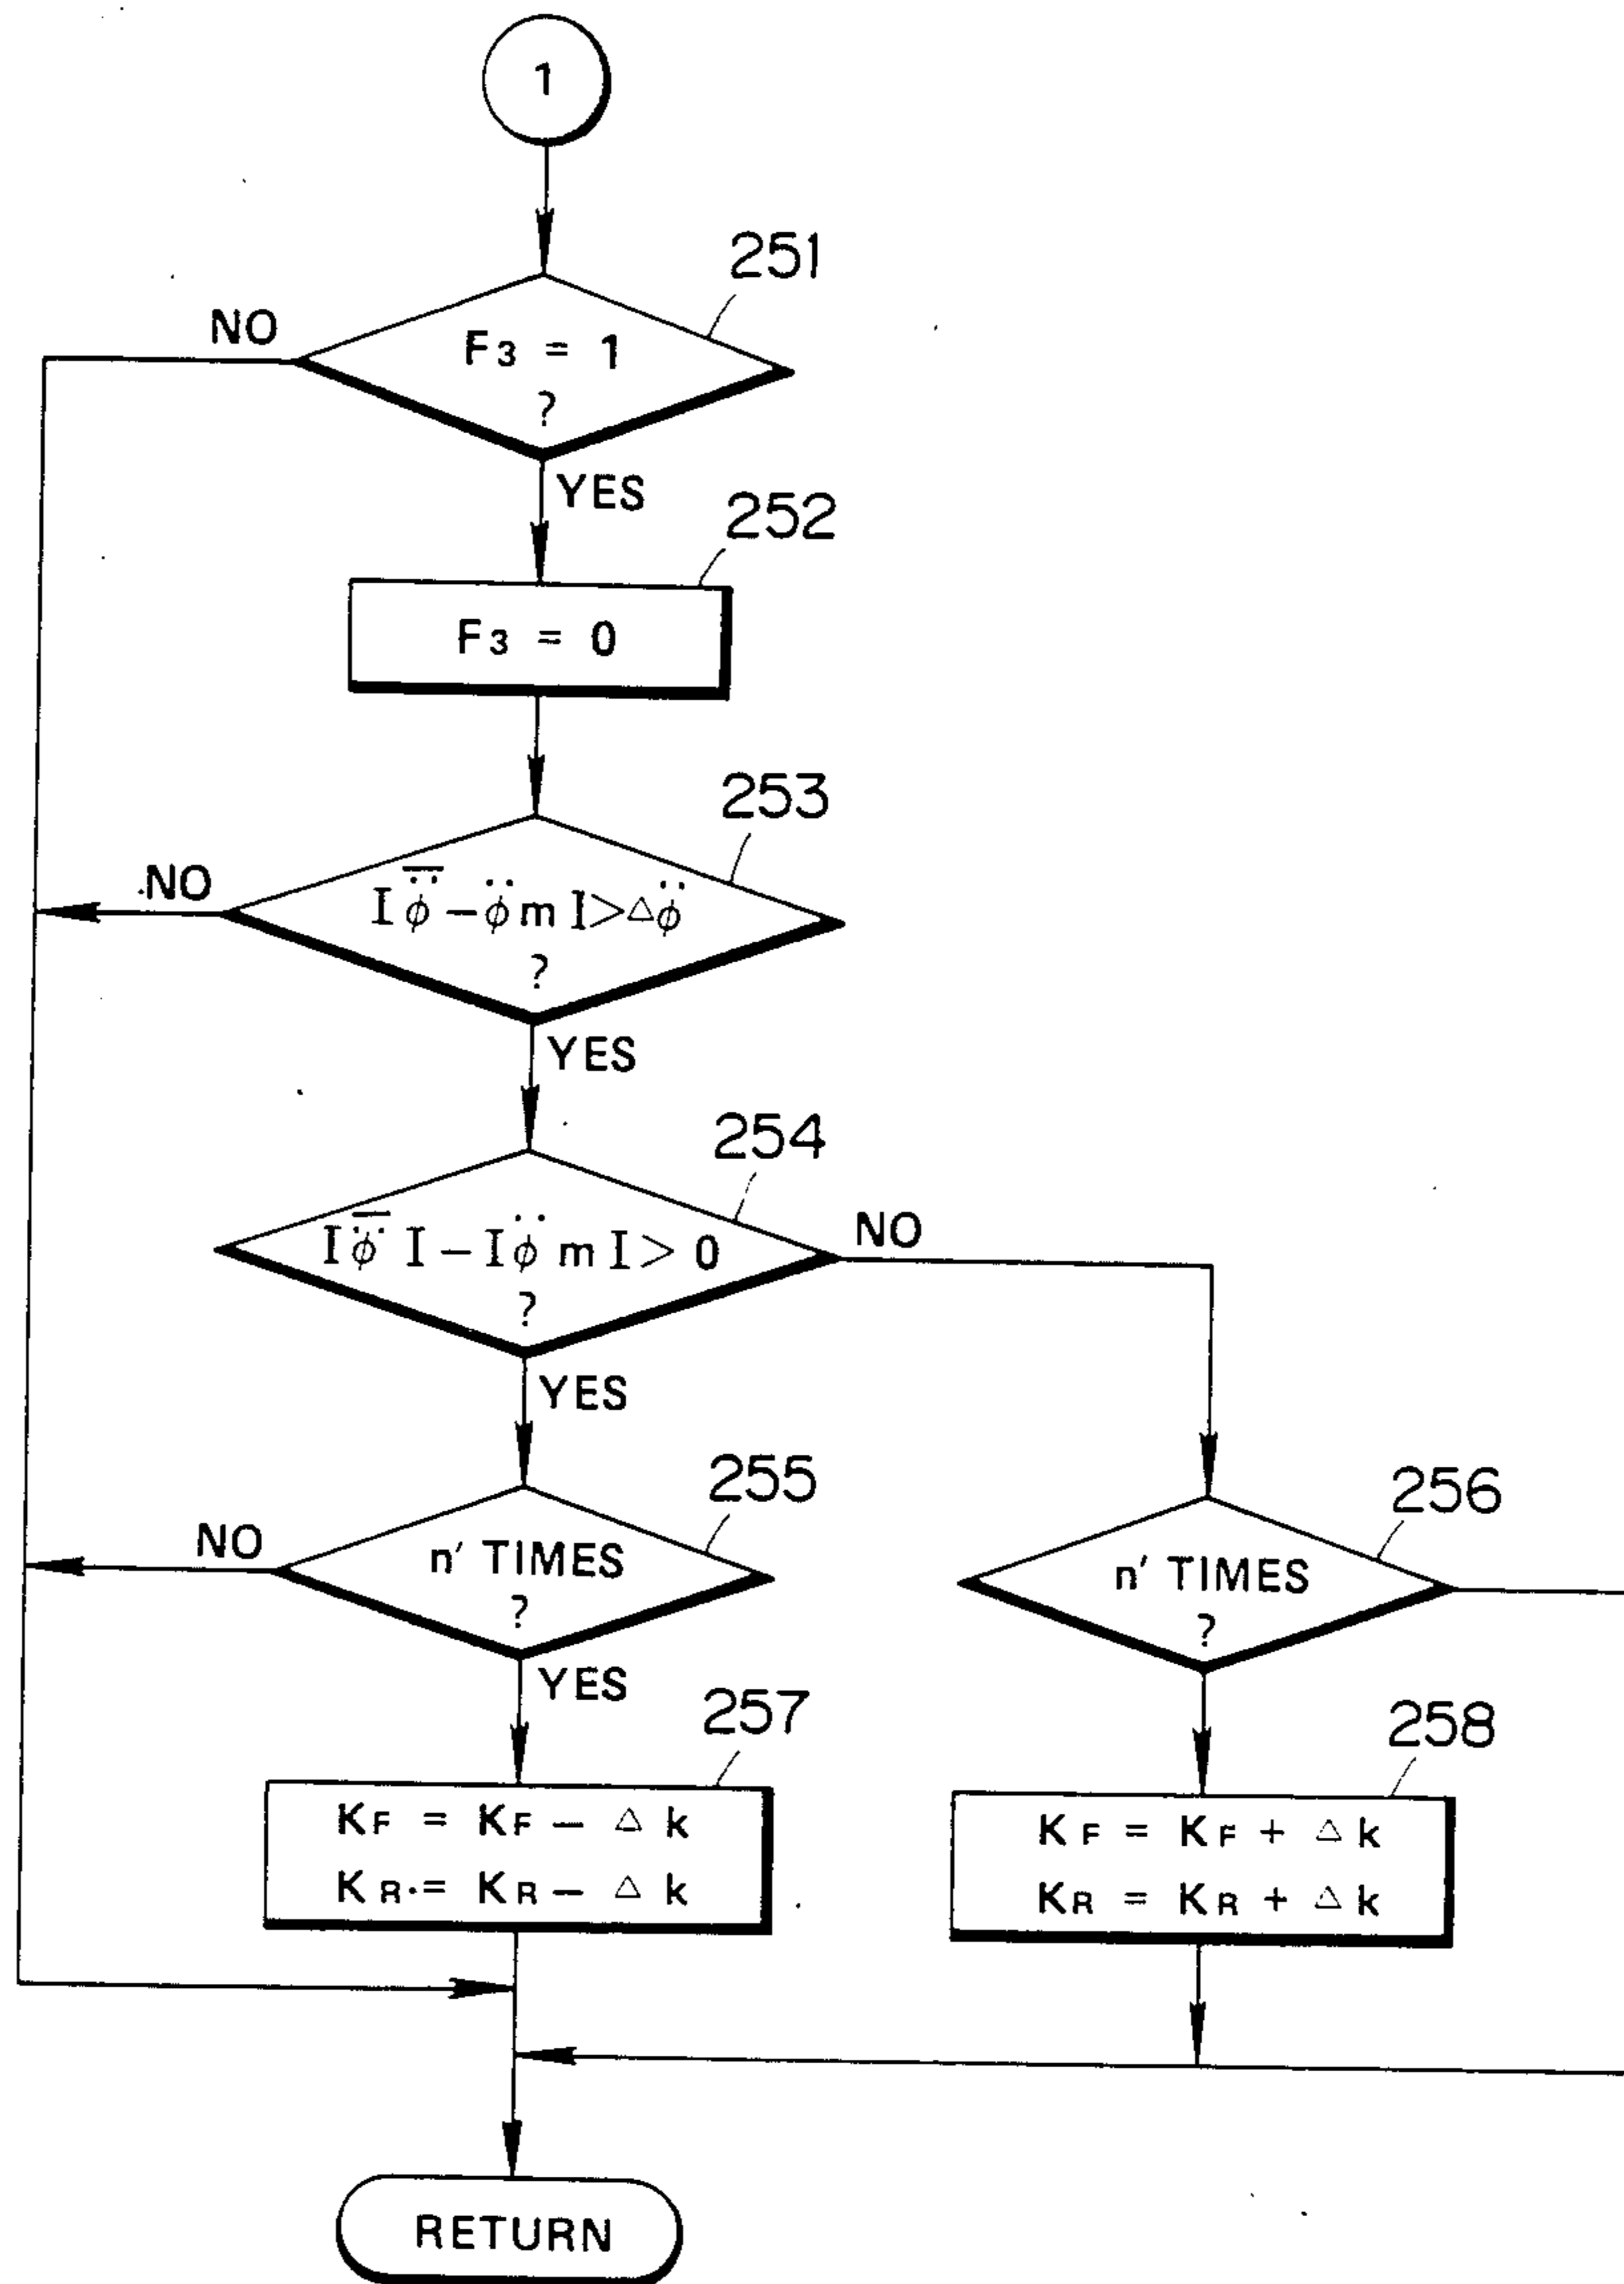 1
251
NO
F3 = 1
?
YES
252
F3 = 0
253
NO
I φ̈̅ − φ̈ m I > △φ̈
?
YES
254
I φ̈̅ I − I φ̈ m I > 0
NO
?
YES
255
256
NO
n' TIMES
?
n' TIMES
?
YES
257
258
KF = KF − △ k
KR = KR − △ k
KF = KF + △ k
KR = KR + △ k
RETURN